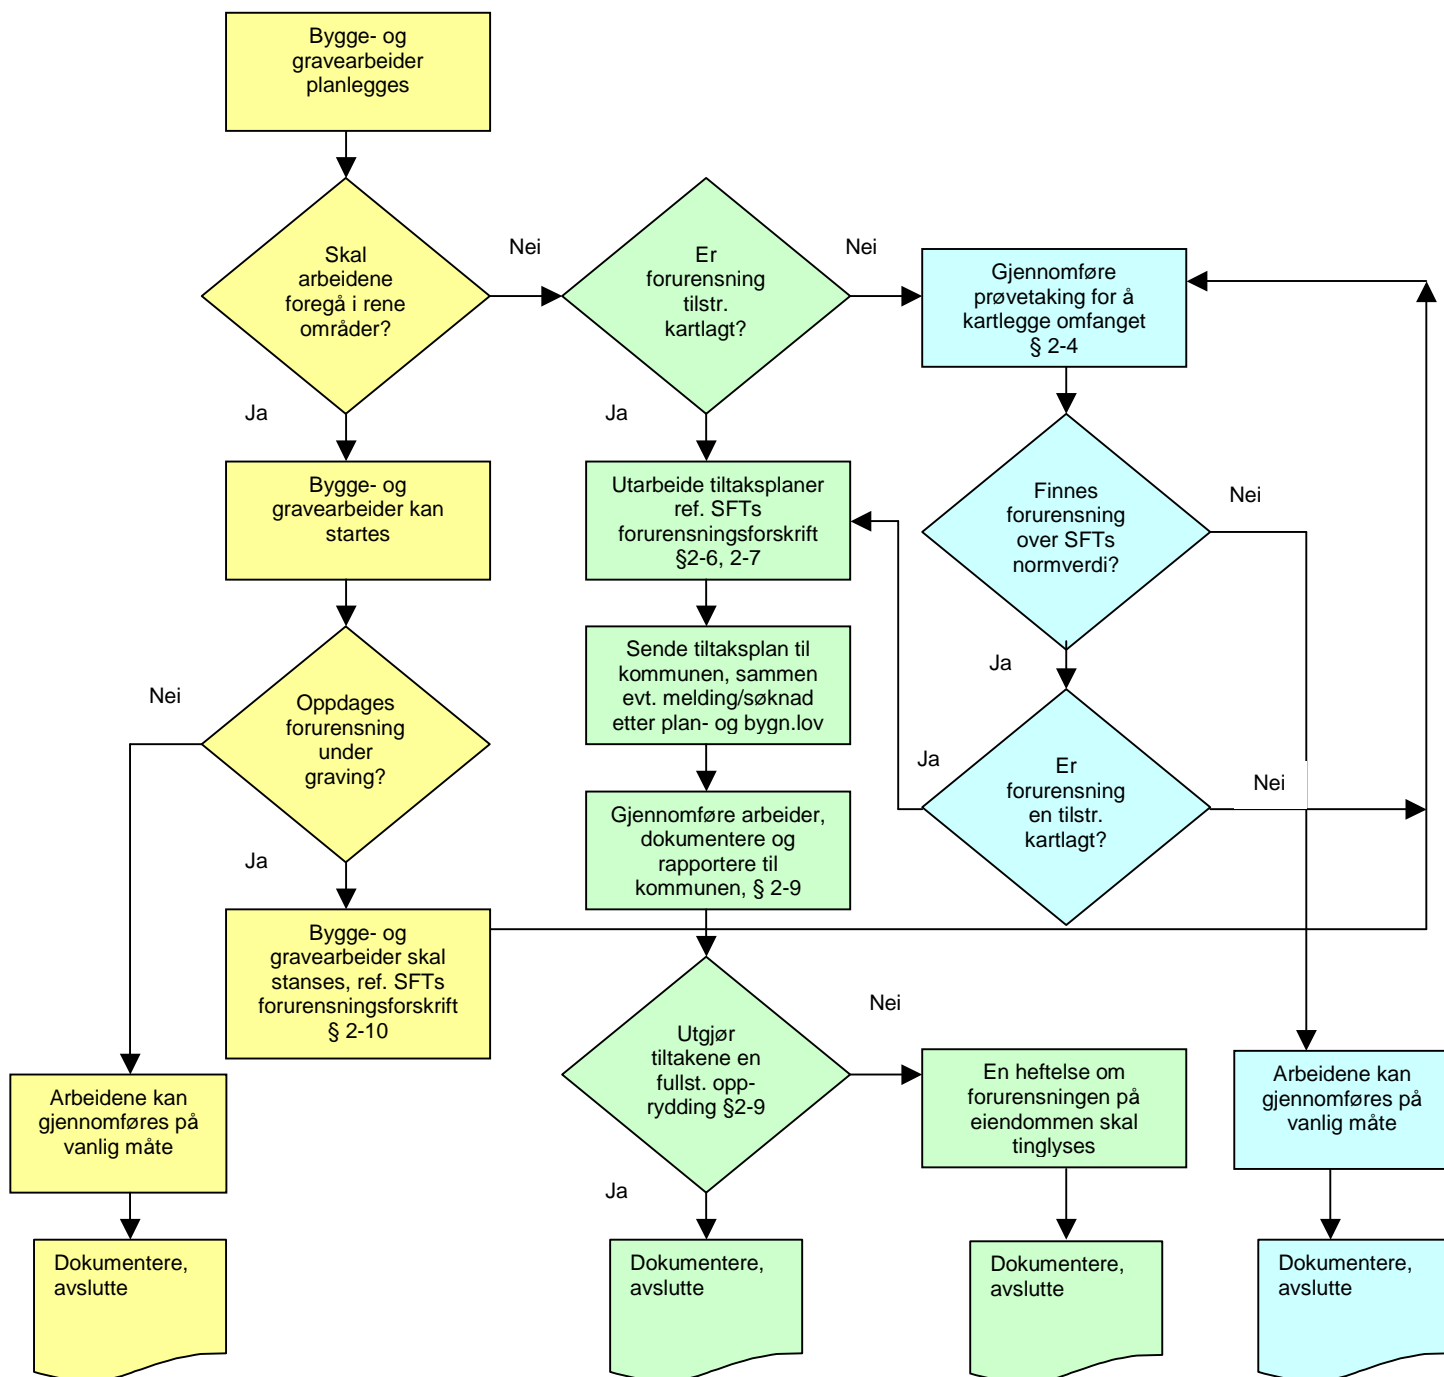 Bygge- og
gravearbeider
planlegges
Skal
arbeidene
foregå i rene
områder?
Nei
Er
forurensning
tilstr.
kartlagt?
Nei
Gjennomføre
prøvetaking for å
kartlegge omfanget
§ 2-4
Ja
Ja
Bygge- og
gravearbeider kan
startes
Utarbeide tiltaksplaner
ref. SFTs
forurensningsforskrift
§2-6, 2-7
Finnes
forurensning
over SFTs
normverdi?
Nei
Sende tiltaksplan til
kommunen, sammen
evt. melding/søknad
etter plan- og bygn.lov
Ja
Nei
Oppdages
forurensning
under
graving?
Ja
Er
forurensning
en tilstr.
kartlagt?
Nei
Gjennomføre arbeider,
dokumentere og
rapportere til
kommunen, § 2-9
Ja
Bygge- og
gravearbeider skal
stanses, ref. SFTs
forurensningsforskrift
§ 2-10
Utgjør
tiltakene en
fullst. opp-
rydding §2-9
Nei
Arbeidene kan
gjennomføres på
vanlig måte
En heftelse om
forurensningen på
eiendommen skal
tinglyses
Arbeidene kan
gjennomføres på
vanlig måte
Ja
Dokumentere,
avslutte
Dokumentere,
avslutte
Dokumentere,
avslutte
Dokumentere,
avslutte